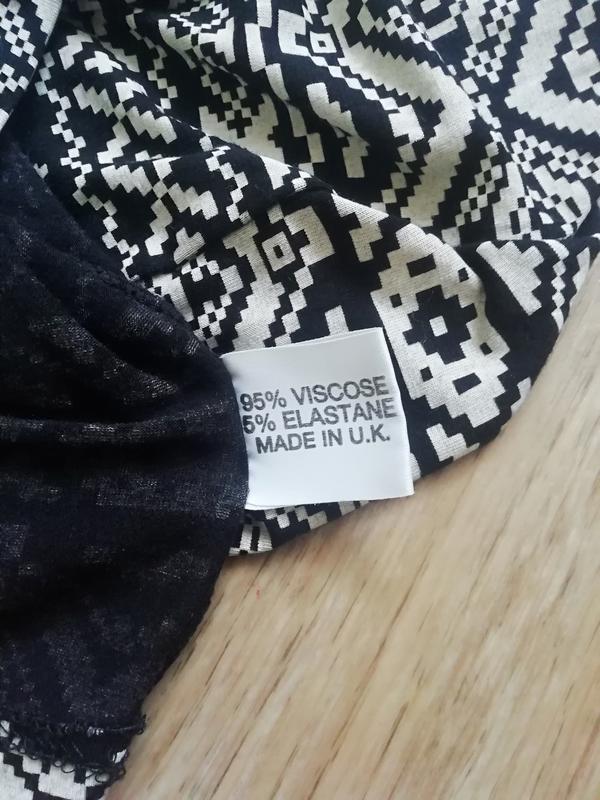 95% VISCOSE
5% ELASTANE
MADE IN U.K.